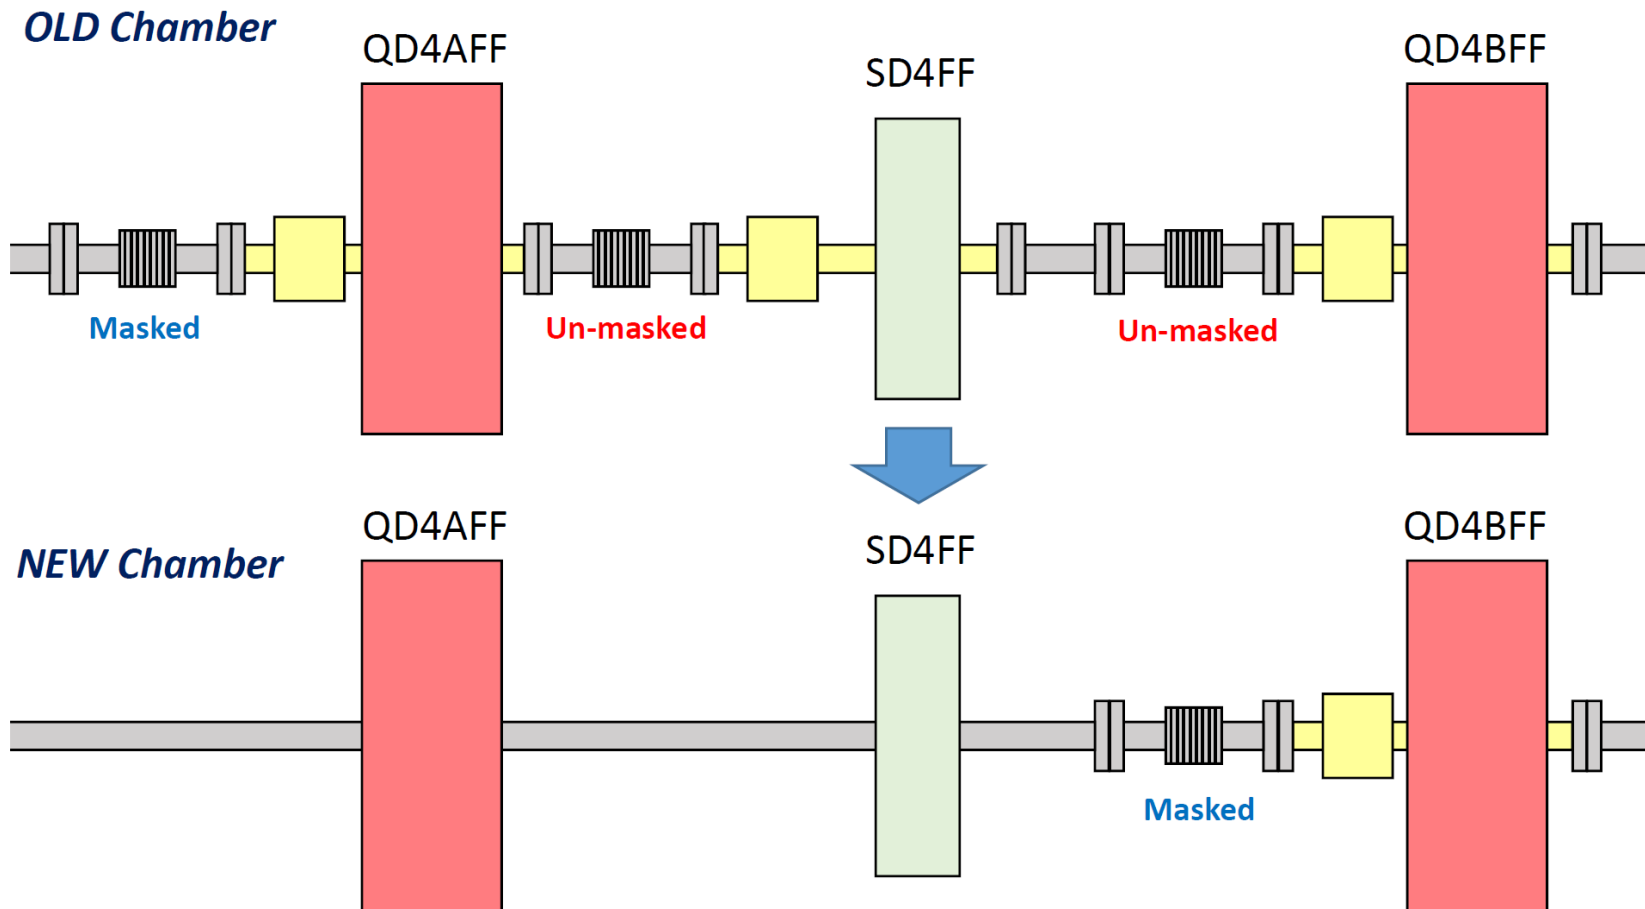 OLD Chamber
QD4AFF
SD4FF
QD4BFF
Masked
Un-masked
Un-masked
NEW Chamber
QD4AFF
SD4FF
QD4BFF
Masked